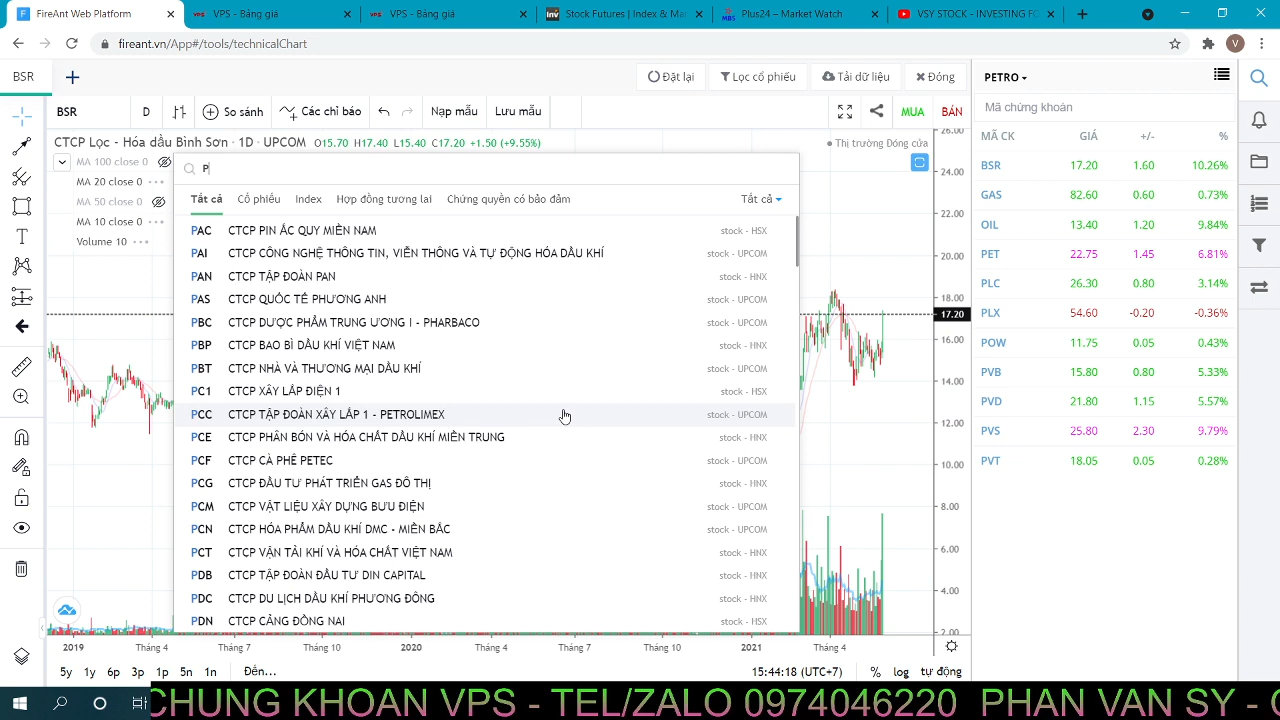 FireAnt Web Platform
VPS - Bảng giá
VPS - Bảng giá
Stock Futures | Index & Mar
Plus24 – Market Watch
VSY STOCK - INVESTING FO
fireant.vn/App#/tools/technicalChart
V
BSR
Đặt lại
Lọc cổ phiếu
Tải dữ liệu
Đóng
PETRO
BSR
D
So sánh
Các chỉ báo
Nạp mẫu
Lưu mẫu
MUA
BÁN
Mã chứng khoán
CTCP Lọc - Hóa dầu Bình Sơn · 1D · UPCOM O15.70 H17.40 L15.40 C17.20 +1.50 (+9.55%)
Thị trường Đóng cửa
MA 100 close 0
MA 20 close 0
MA 50 close 0
MA 10 close 0
Volume 10
P
Tất cả Cổ phiếu Index Hợp đồng tương lai Chứng quyền có bảo đảm Tất cả
PAC CTCP PIN ẮC QUY MIỀN NAM stock - HSX
PAI CTCP CÔNG NGHỆ THÔNG TIN, VIỄN THÔNG VÀ TỰ ĐỘNG HÓA DẦU KHÍ stock - UPCOM
PAN CTCP TẬP ĐOÀN PAN stock - HNX
PAS CTCP QUỐC TẾ PHƯƠNG ANH stock - UPCOM
PBC CTCP DƯỢC PHẨM TRUNG ƯƠNG I - PHARBACO stock - UPCOM
PBP CTCP BAO BÌ DẦU KHÍ VIỆT NAM stock - HNX
PBT CTCP NHÀ VÀ THƯƠNG MẠI DẦU KHÍ stock - UPCOM
PC1 CTCP XÂY LẮP ĐIỆN 1 stock - HSX
PCC CTCP TẬP ĐOÀN XÂY LẮP 1 - PETROLIMEX stock - UPCOM
PCE CTCP PHÂN BÓN VÀ HÓA CHẤT DẦU KHÍ MIỀN TRUNG stock - HNX
PCF CTCP CÀ PHÊ PETEC stock - UPCOM
PCG CTCP ĐẦU TƯ PHÁT TRIỂN GAS ĐÔ THỊ stock - HNX
PCM CTCP VẬT LIỆU XÂY DỰNG BƯU ĐIỆN stock - UPCOM
PCN CTCP HÓA PHẨM DẦU KHÍ DMC - MIỀN BẮC stock - UPCOM
PCT CTCP VẬN TẢI KHÍ VÀ HÓA CHẤT VIỆT NAM stock - HNX
PDB CTCP TẬP ĐOÀN ĐẦU TƯ DIN CAPITAL stock - HNX
PDC CTCP DU LỊCH DẦU KHÍ PHƯƠNG ĐÔNG stock - HNX
PDN CTCP CẢNG ĐỒNG NAI stock - HSX
26.00
24.00
22.00
20.00
18.00
17.20
16.00
14.00
12.00
10.00
8.00
6.00
4.00
2.00
MÃ CK GIÁ +/- %
BSR 17.20 1.60 10.26%
GAS 82.60 0.60 0.73%
OIL 13.40 1.20 9.84%
PET 22.75 1.45 6.81%
PLC 26.30 0.80 3.14%
PLX 54.60 -0.20 -0.36%
POW 11.75 0.05 0.43%
PVB 15.80 0.80 5.33%
PVD 21.80 1.15 5.57%
PVS 25.80 2.30 9.79%
PVT 18.05 0.05 0.28%
2019 Tháng 4 Tháng 7 Tháng 10 2020 Tháng 4 Tháng 7 Tháng 10 2021 Tháng 4
5y 1y 6p 3p 1p 5n 1n Đến... 15:44:18 (UTC+7) % log tự động
CHUNG KHOAN VPS - TEL/ZALO 0974046220 PHAN VAN SY -